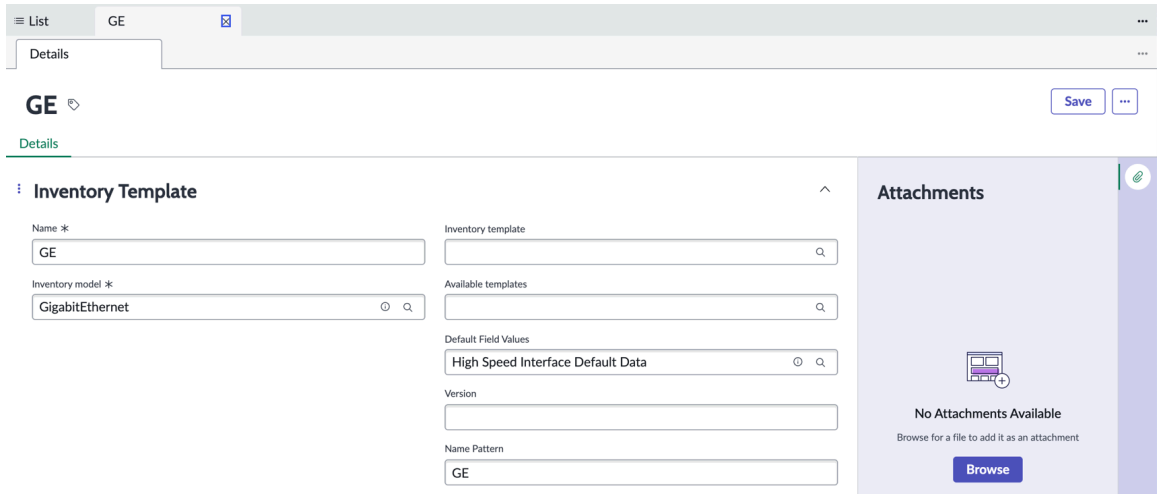 List
GE
Details
GE
Save
Details
Inventory Template
Name *
GE
Inventory model *
GigabitEthernet
Inventory template
Available templates
Default Field Values
High Speed Interface Default Data
Version
Name Pattern
GE
Attachments
No Attachments Available
Browse for a file to add it as an attachment
Browse